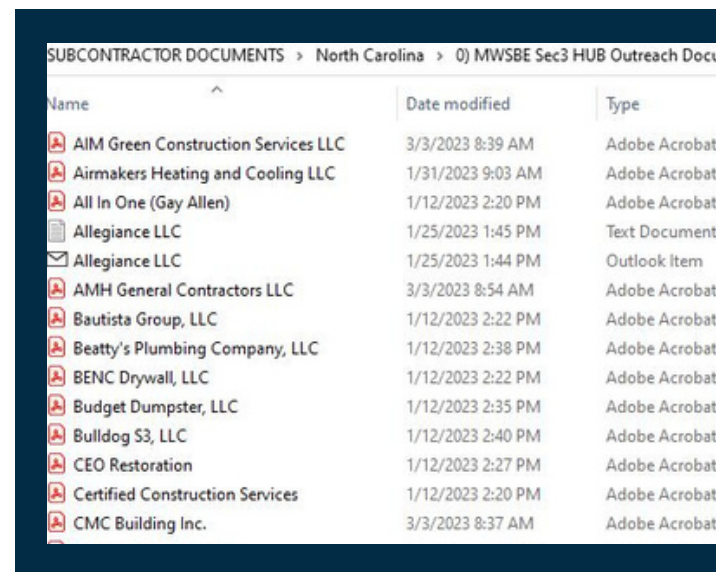 SUBCONTRACTOR DOCUMENTS > North Carolina > 0) MWSBE Sec3 HUB Outreach Docu
Name Date modified Type
AIM Green Construction Services LLC 3/3/2023 8:39 AM Adobe Acrobat
Airmakers Heating and Cooling LLC 1/31/2023 9:03 AM Adobe Acrobat
All In One (Gay Allen) 1/12/2023 2:20 PM Adobe Acrobat
Allegiance LLC 1/25/2023 1:45 PM Text Document
Allegiance LLC 1/25/2023 1:44 PM Outlook Item
AMH General Contractors LLC 3/3/2023 8:54 AM Adobe Acrobat
Bautista Group, LLC 1/12/2023 2:22 PM Adobe Acrobat
Beatty's Plumbing Company, LLC 1/12/2023 2:38 PM Adobe Acrobat
BENC Drywall, LLC 1/12/2023 2:22 PM Adobe Acrobat
Budget Dumpster, LLC 1/12/2023 2:35 PM Adobe Acrobat
Bulldog S3, LLC 1/12/2023 2:40 PM Adobe Acrobat
CEO Restoration 1/12/2023 2:27 PM Adobe Acrobat
Certified Construction Services 1/12/2023 2:20 PM Adobe Acrobat
CMC Building Inc. 3/3/2023 8:37 AM Adobe Acrobat